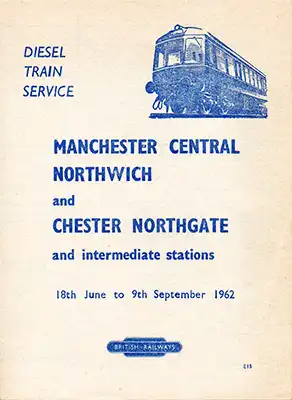 DIESEL
TRAIN
SERVICE
MANCHESTER CENTRAL
NORTHWICH
and
CHESTER NORTHGATE
and intermediate stations
18th June to 9th September 1962
BRITISH RAILWAYS
E15